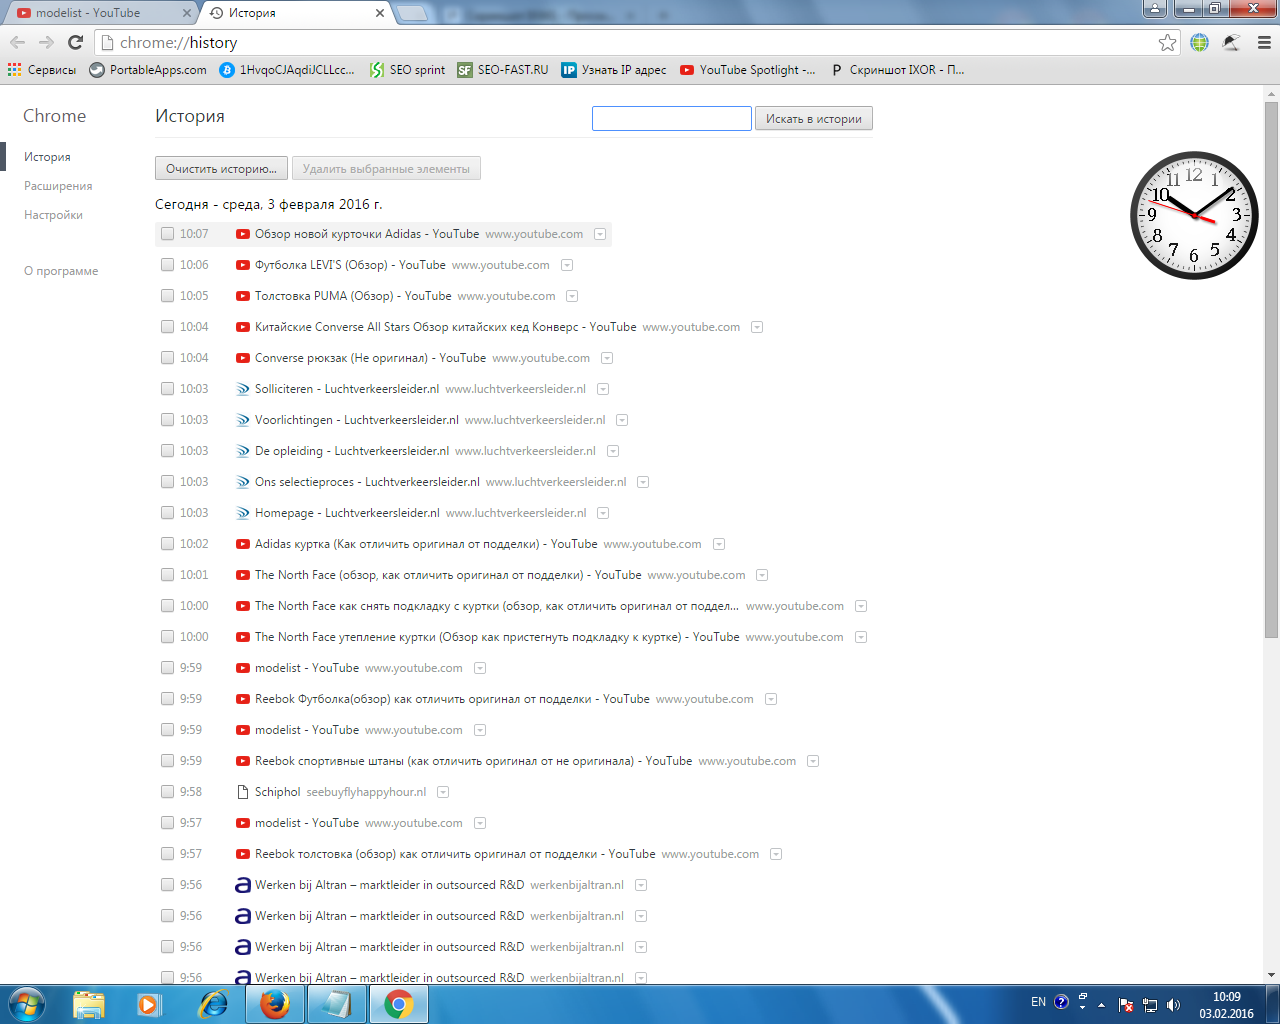 modelist - YouTube
История
chrome://history
Сервисы
PortableApps.com
1HvqoCJAqdiJCLLcc...
SEO sprint
SEO-FAST.RU
Узнать IP адрес
YouTube Spotlight -...
Скриншот IXOR - П...
Chrome
История
Искать в истории
История
Расширения
Настройки
О программе
Очистить историю...
Удалить выбранные элементы
Сегодня - среда, 3 февраля 2016 г.
10:07 Обзор новой курточки Adidas - YouTube www.youtube.com
10:06 Футболка LEVI'S (Обзор) - YouTube www.youtube.com
10:05 Толстовка PUMA (Обзор) - YouTube www.youtube.com
10:04 Китайские Converse All Stars Обзор китайских кед Конверс - YouTube www.youtube.com
10:04 Converse рюкзак (Не оригинал) - YouTube www.youtube.com
10:03 Solliciteren - Luchtverkeersleider.nl www.luchtverkeersleider.nl
10:03 Voorlichtingen - Luchtverkeersleider.nl www.luchtverkeersleider.nl
10:03 De opleiding - Luchtverkeersleider.nl www.luchtverkeersleider.nl
10:03 Ons selectieproces - Luchtverkeersleider.nl www.luchtverkeersleider.nl
10:03 Homepage - Luchtverkeersleider.nl www.luchtverkeersleider.nl
10:02 Adidas куртка (Как отличить оригинал от подделки) - YouTube www.youtube.com
10:01 The North Face (обзор, как отличить оригинал от подделки) - YouTube www.youtube.com
10:00 The North Face как снять подкладку с куртки (обзор, как отличить оригинал от поддел... www.youtube.com
10:00 The North Face утепление куртки (Обзор как пристегнуть подкладку к куртке) - YouTube www.youtube.com
9:59 modelist - YouTube www.youtube.com
9:59 Reebok Футболка(обзор) как отличить оригинал от подделки - YouTube www.youtube.com
9:59 modelist - YouTube www.youtube.com
9:59 Reebok спортивные штаны (как отличить оригинал от не оригинала) - YouTube www.youtube.com
9:58 Schiphol seebuyflyhappyhour.nl
9:57 modelist - YouTube www.youtube.com
9:57 Reebok толстовка (обзор) как отличить оригинал от подделки - YouTube www.youtube.com
9:56 Werken bij Altran – marktleider in outsourced R&D werkenbijaltran.nl
9:56 Werken bij Altran – marktleider in outsourced R&D werkenbijaltran.nl
9:56 Werken bij Altran – marktleider in outsourced R&D werkenbijaltran.nl
9:56 Werken bij Altran – marktleider in outsourced R&D werkenbijaltran.nl
12 1 2 3 4 5 6 7 8 9 10 11
EN
10:09
03.02.2016